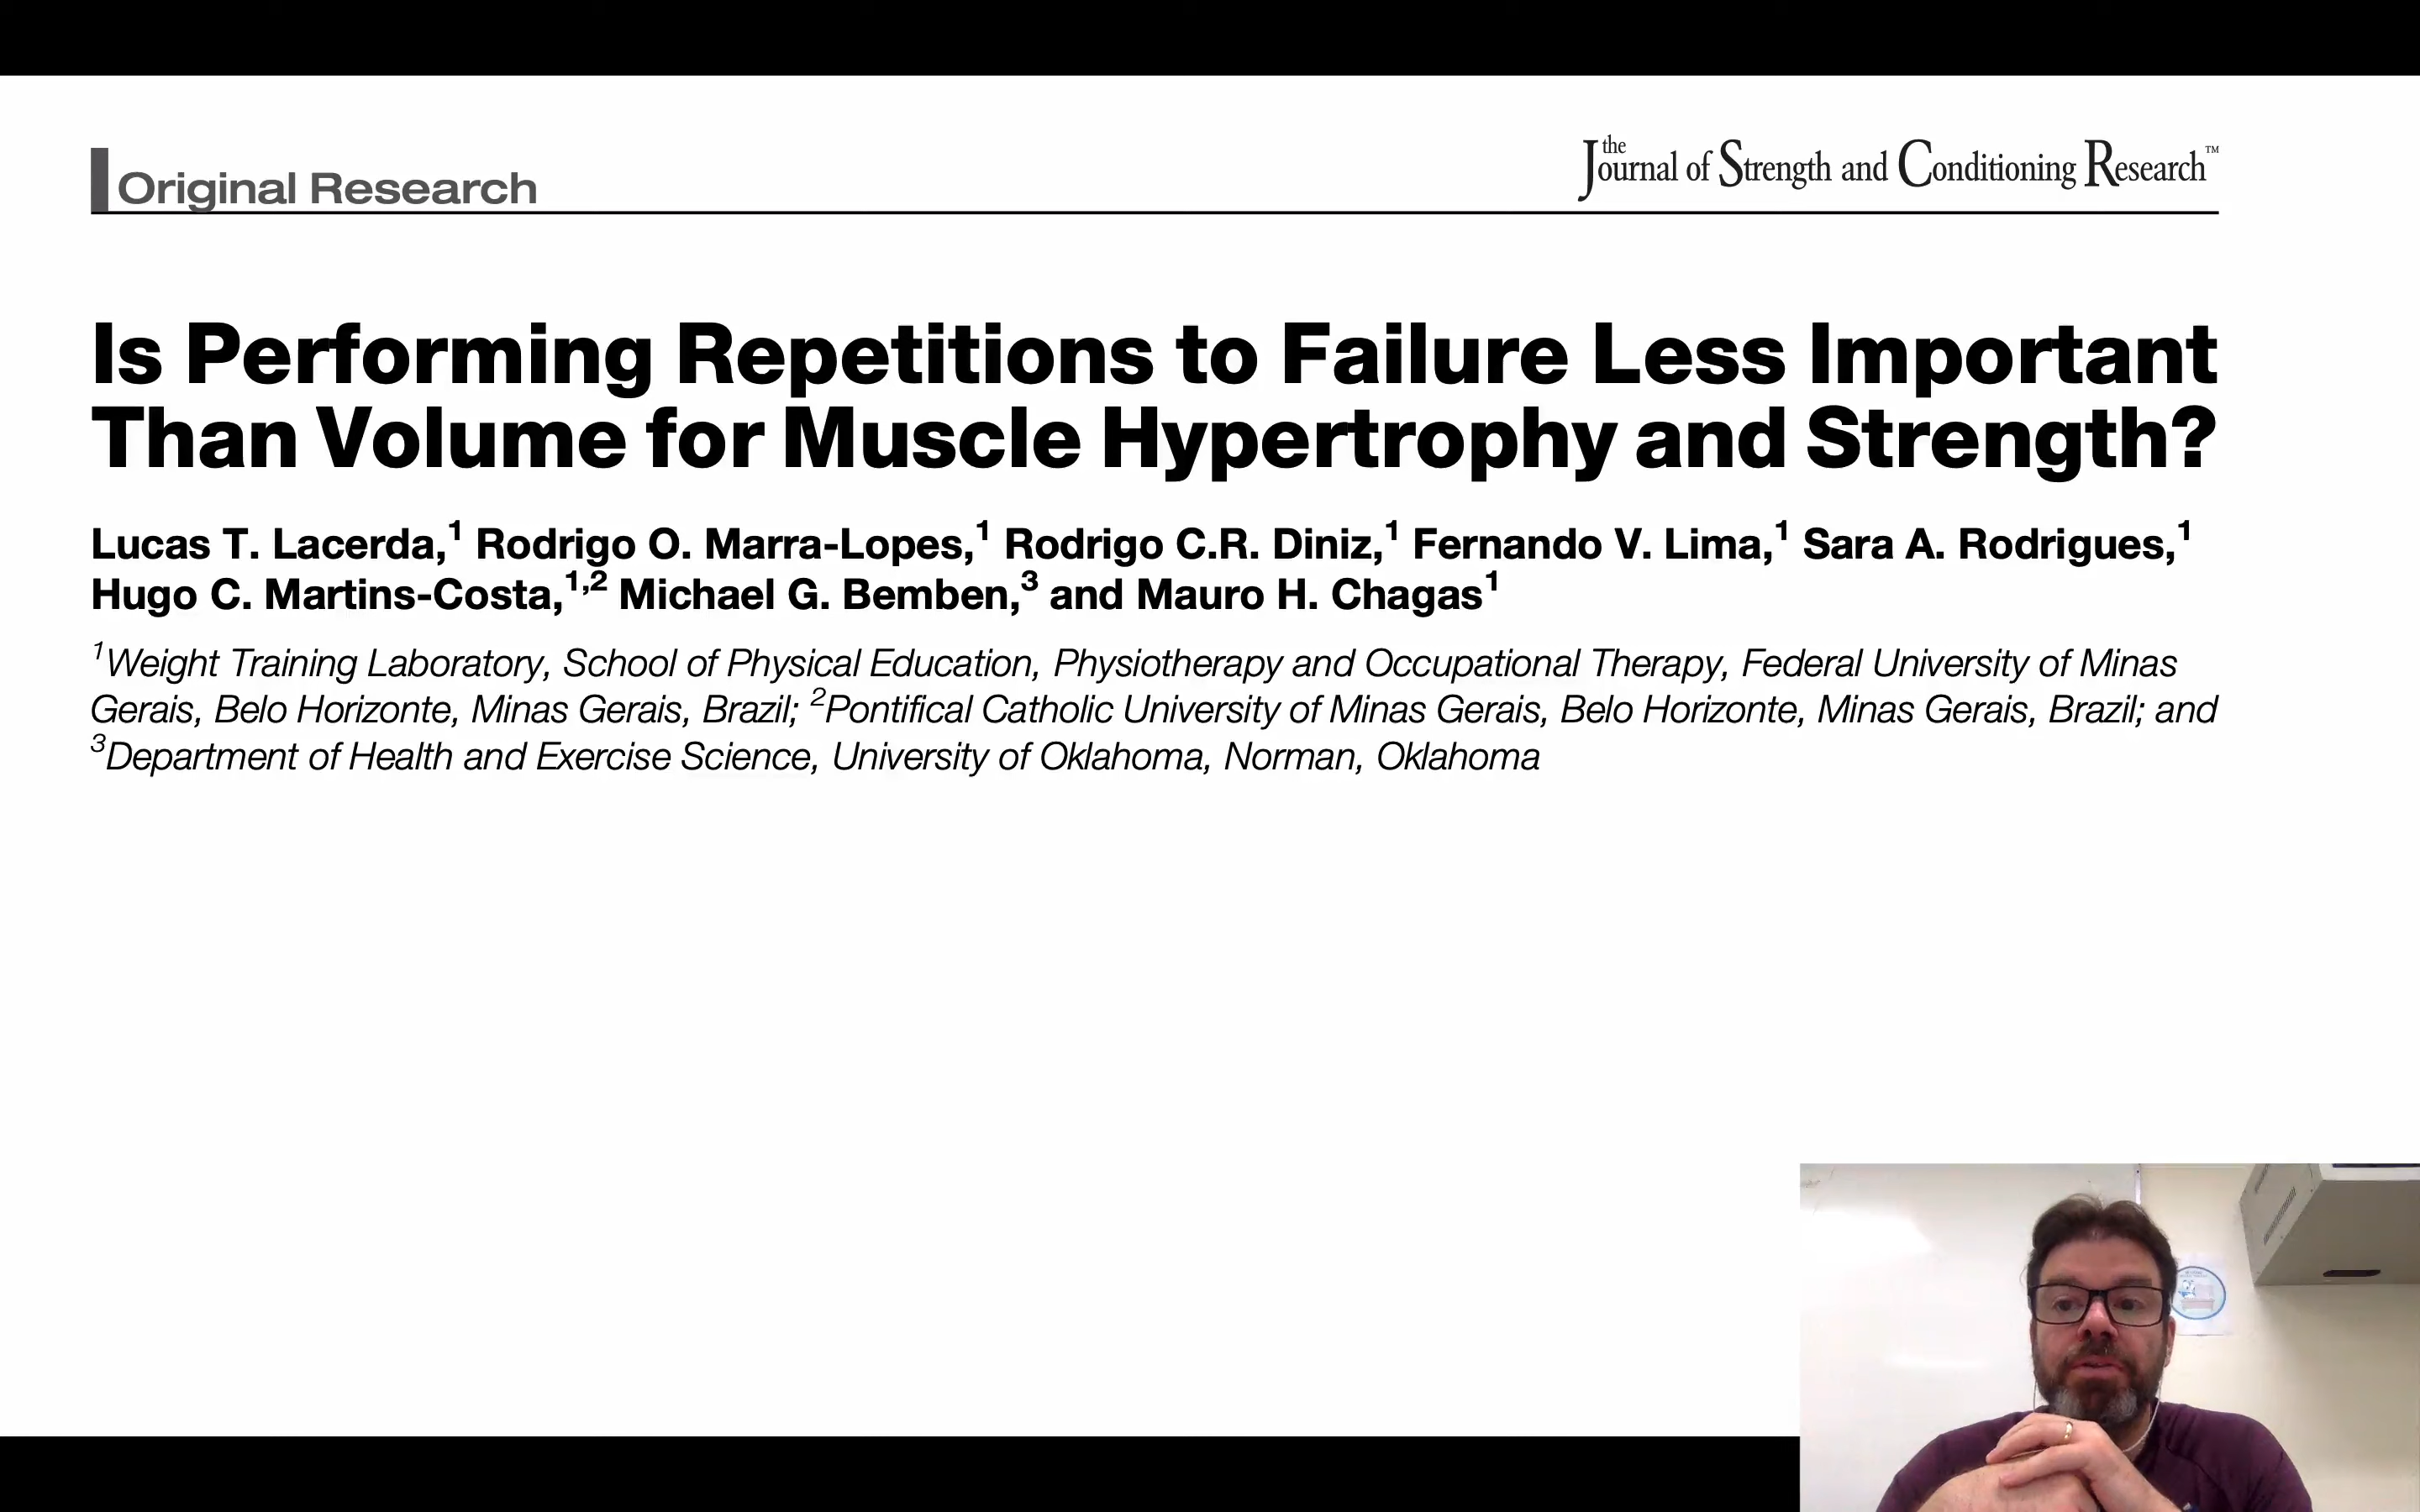 Original Research
the Journal of Strength and Conditioning Research™
Is Performing Repetitions to Failure Less Important
Than Volume for Muscle Hypertrophy and Strength?
Lucas T. Lacerda,¹ Rodrigo O. Marra-Lopes,¹ Rodrigo C.R. Diniz,¹ Fernando V. Lima,¹ Sara A. Rodrigues,¹
Hugo C. Martins-Costa,¹,² Michael G. Bemben,³ and Mauro H. Chagas¹
¹Weight Training Laboratory, School of Physical Education, Physiotherapy and Occupational Therapy, Federal University of Minas
Gerais, Belo Horizonte, Minas Gerais, Brazil; ²Pontifical Catholic University of Minas Gerais, Belo Horizonte, Minas Gerais, Brazil; and
³Department of Health and Exercise Science, University of Oklahoma, Norman, Oklahoma